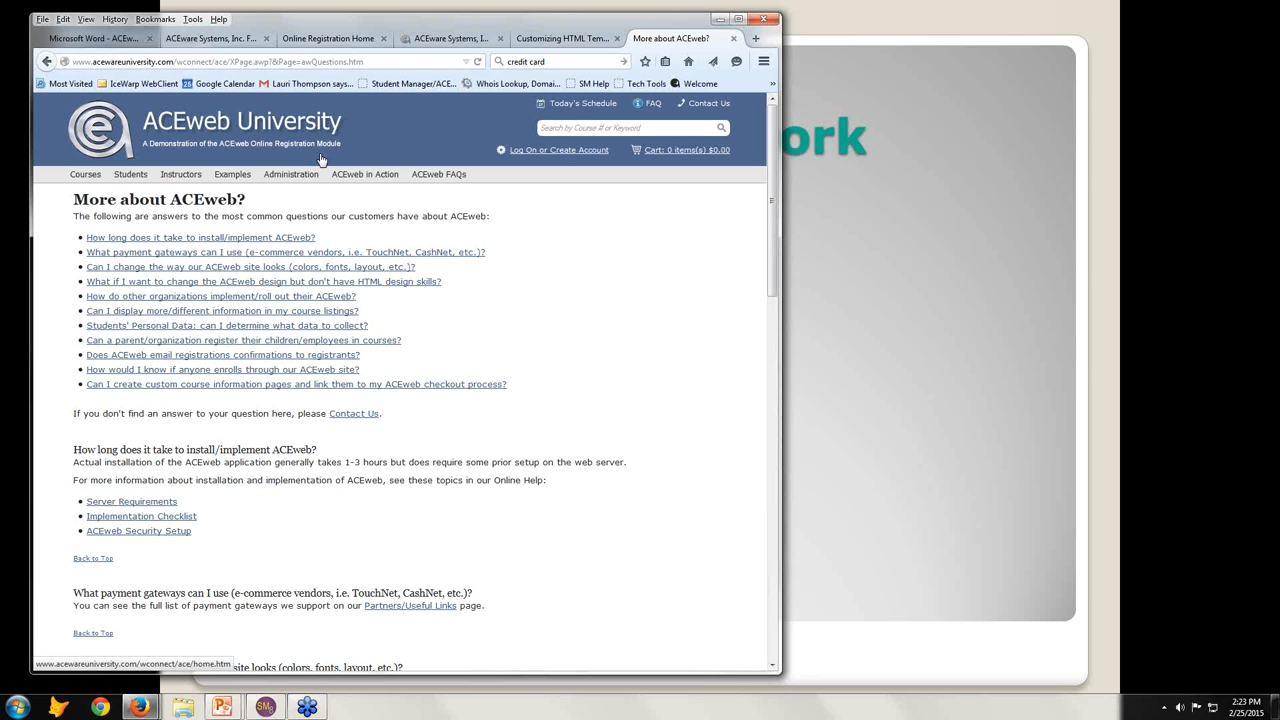 File Edit View History Bookmarks Tools Help
Microsoft Word - ACEw... ACEware Systems, Inc. F... Online Registration Home ACEware Systems, I... Customizing HTML Tem... More about ACEweb?
www.acewareuniversity.com/wconnect/ace/XPage.awp?&Page=awQuestions.htm credit card
Most Visited IceWarp WebClient Google Calendar Lauri Thompson says... Student Manager/ACE... Whois Lookup, Domai... SM Help Tech Tools Welcome
Today's Schedule FAQ Contact Us
ACEweb University
A Demonstration of the ACEweb Online Registration Module
Search by Course # or Keyword
Log On or Create Account Cart: 0 items(s) $0.00
Courses Students Instructors Examples Administration ACEweb in Action ACEweb FAQs
More about ACEweb?
The following are answers to the most common questions our customers have about ACEweb:
How long does it take to install/implement ACEweb?
What payment gateways can I use (e-commerce vendors, i.e. TouchNet, CashNet, etc.)?
Can I change the way our ACEweb site looks (colors, fonts, layout, etc.)?
What if I want to change the ACEweb design but don't have HTML design skills?
How do other organizations implement/roll out their ACEweb?
Can I display more/different information in my course listings?
Students' Personal Data: can I determine what data to collect?
Can a parent/organization register their children/employees in courses?
Does ACEweb email registrations confirmations to registrants?
How would I know if anyone enrolls through our ACEweb site?
Can I create custom course information pages and link them to my ACEweb checkout process?
If you don't find an answer to your question here, please Contact Us.
How long does it take to install/implement ACEweb?
Actual installation of the ACEweb application generally takes 1-3 hours but does require some prior setup on the web server.
For more information about installation and implementation of ACEweb, see these topics in our Online Help:
Server Requirements
Implementation Checklist
ACEweb Security Setup
Back to Top
What payment gateways can I use (e-commerce vendors, i.e. TouchNet, CashNet, etc.)?
You can see the full list of payment gateways we support on our Partners/Useful Links page.
Back to Top
www.acewareuniversity.com/wconnect/ace/home.htm site looks (colors, fonts, layout, etc.)?
ork
2:23 PM
2/25/2015